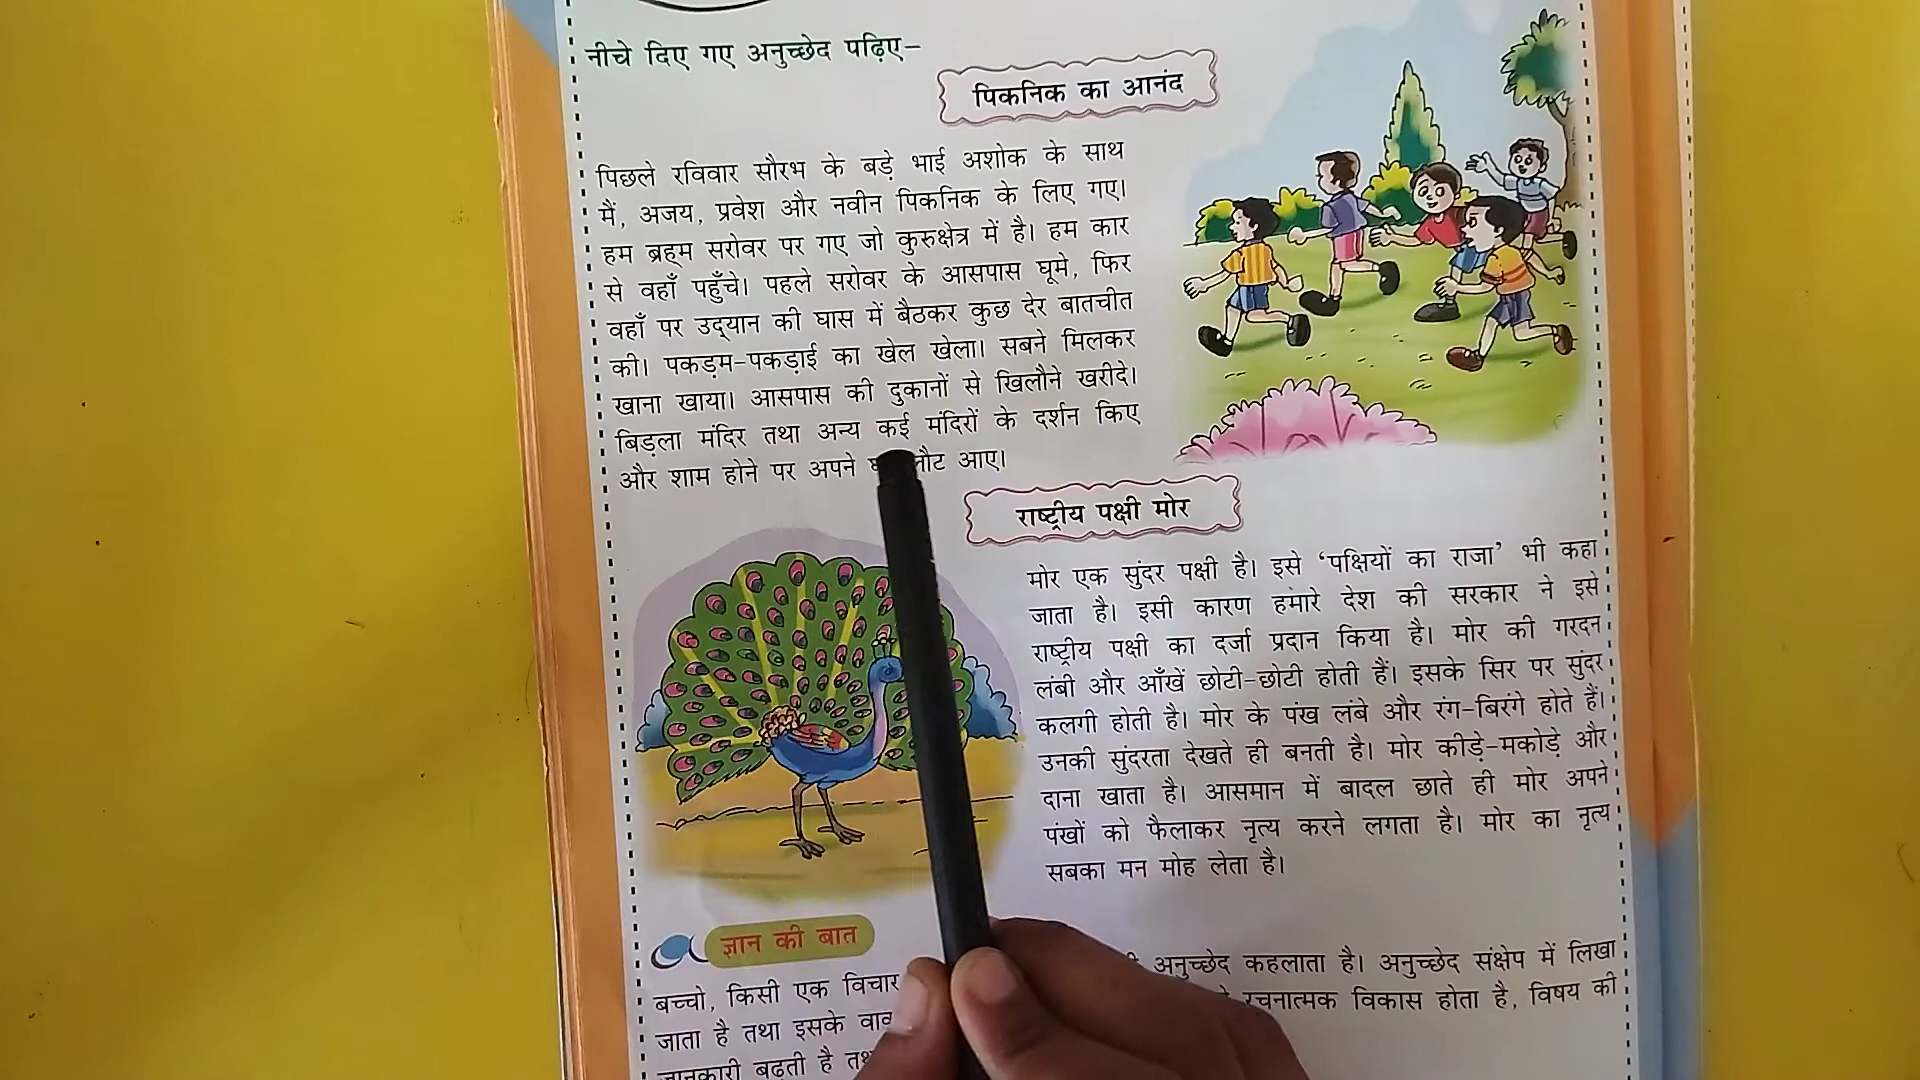 नीचे दिए गए अनुच्छेद पढ़िए–
पिकनिक का आनंद
पिछले रविवार सौरभ के बड़े भाई अशोक के साथ
मैं, अजय, प्रवेश और नवीन पिकनिक के लिए गए।
हम ब्रह्म सरोवर पर गए जो कुरुक्षेत्र में है। हम कार
से वहाँ पहुँचे। पहले सरोवर के आसपास घूमे, फिर
वहाँ पर उद्‌यान की घास में बैठकर कुछ देर बातचीत
की। पकड़म-पकड़ाई का खेल खेला। सबने मिलकर
खाना खाया। आसपास की दुकानों से खिलौने खरीदे।
बिड़ला मंदिर तथा अन्य कई मंदिरों के दर्शन किए
और शाम होने पर अपने लौट आए।
राष्ट्रीय पक्षी मोर
मोर एक सुंदर पक्षी है। इसे ‘पक्षियों का राजा’ भी कहा
जाता है। इसी कारण हमारे देश की सरकार ने इसे
राष्ट्रीय पक्षी का दर्जा प्रदान किया है। मोर की गरदन
लंबी और आँखें छोटी-छोटी होती हैं। इसके सिर पर सुंदर
कलगी होती है। मोर के पंख लंबे और रंग-बिरंगे होते हैं।
उनकी सुंदरता देखते ही बनती है। मोर कीड़े-मकोड़े और
दाना खाता है। आसमान में बादल छाते ही मोर अपने
पंखों को फैलाकर नृत्य करने लगता है। मोर का नृत्य
सबका मन मोह लेता है।
ज्ञान की बात
बच्चो, किसी एक विचार अनुच्छेद कहलाता है। अनुच्छेद संक्षेप में लिखा
जाता है तथा इसके रचनात्मक विकास होता है, विषय की
जानकारी बढ़ती है